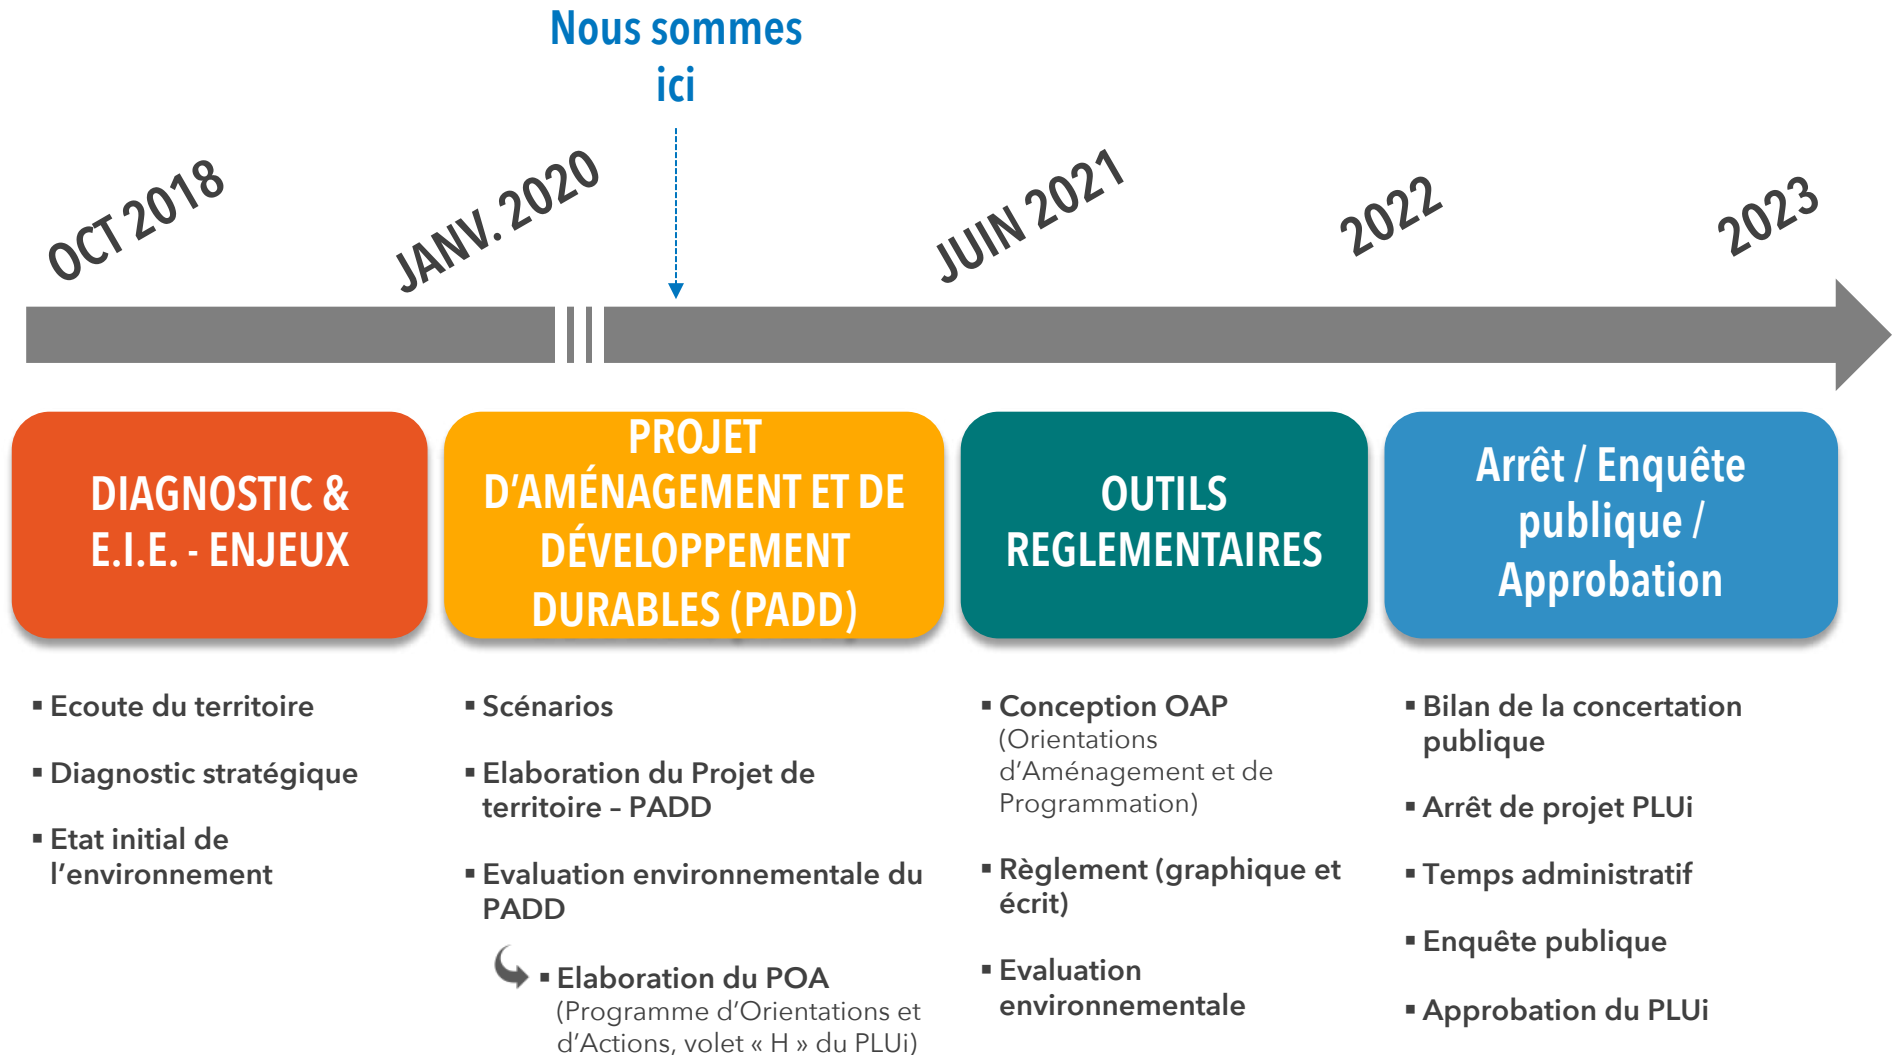 Nous sommes
ici
OCT 2018
JANV. 2020
JUIN 2021
2022
2023
DIAGNOSTIC &
E.I.E. - ENJEUX
PROJET
D'AMÉNAGEMENT ET DE
DÉVELOPPEMENT
DURABLES (PADD)
OUTILS
REGLEMENTAIRES
Arrêt / Enquête
publique /
Approbation
▪ Ecoute du territoire
▪ Diagnostic stratégique
▪ Etat initial de
l'environnement
▪ Scénarios
▪ Elaboration du Projet de
territoire – PADD
▪ Evaluation environnementale du
PADD
▪ Elaboration du POA
(Programme d'Orientations et
d'Actions, volet « H » du PLUi)
▪ Conception OAP
(Orientations
d'Aménagement et de
Programmation)
▪ Règlement (graphique et
écrit)
▪ Evaluation
environnementale
▪ Bilan de la concertation
publique
▪ Arrêt de projet PLUi
▪ Temps administratif
▪ Enquête publique
▪ Approbation du PLUi